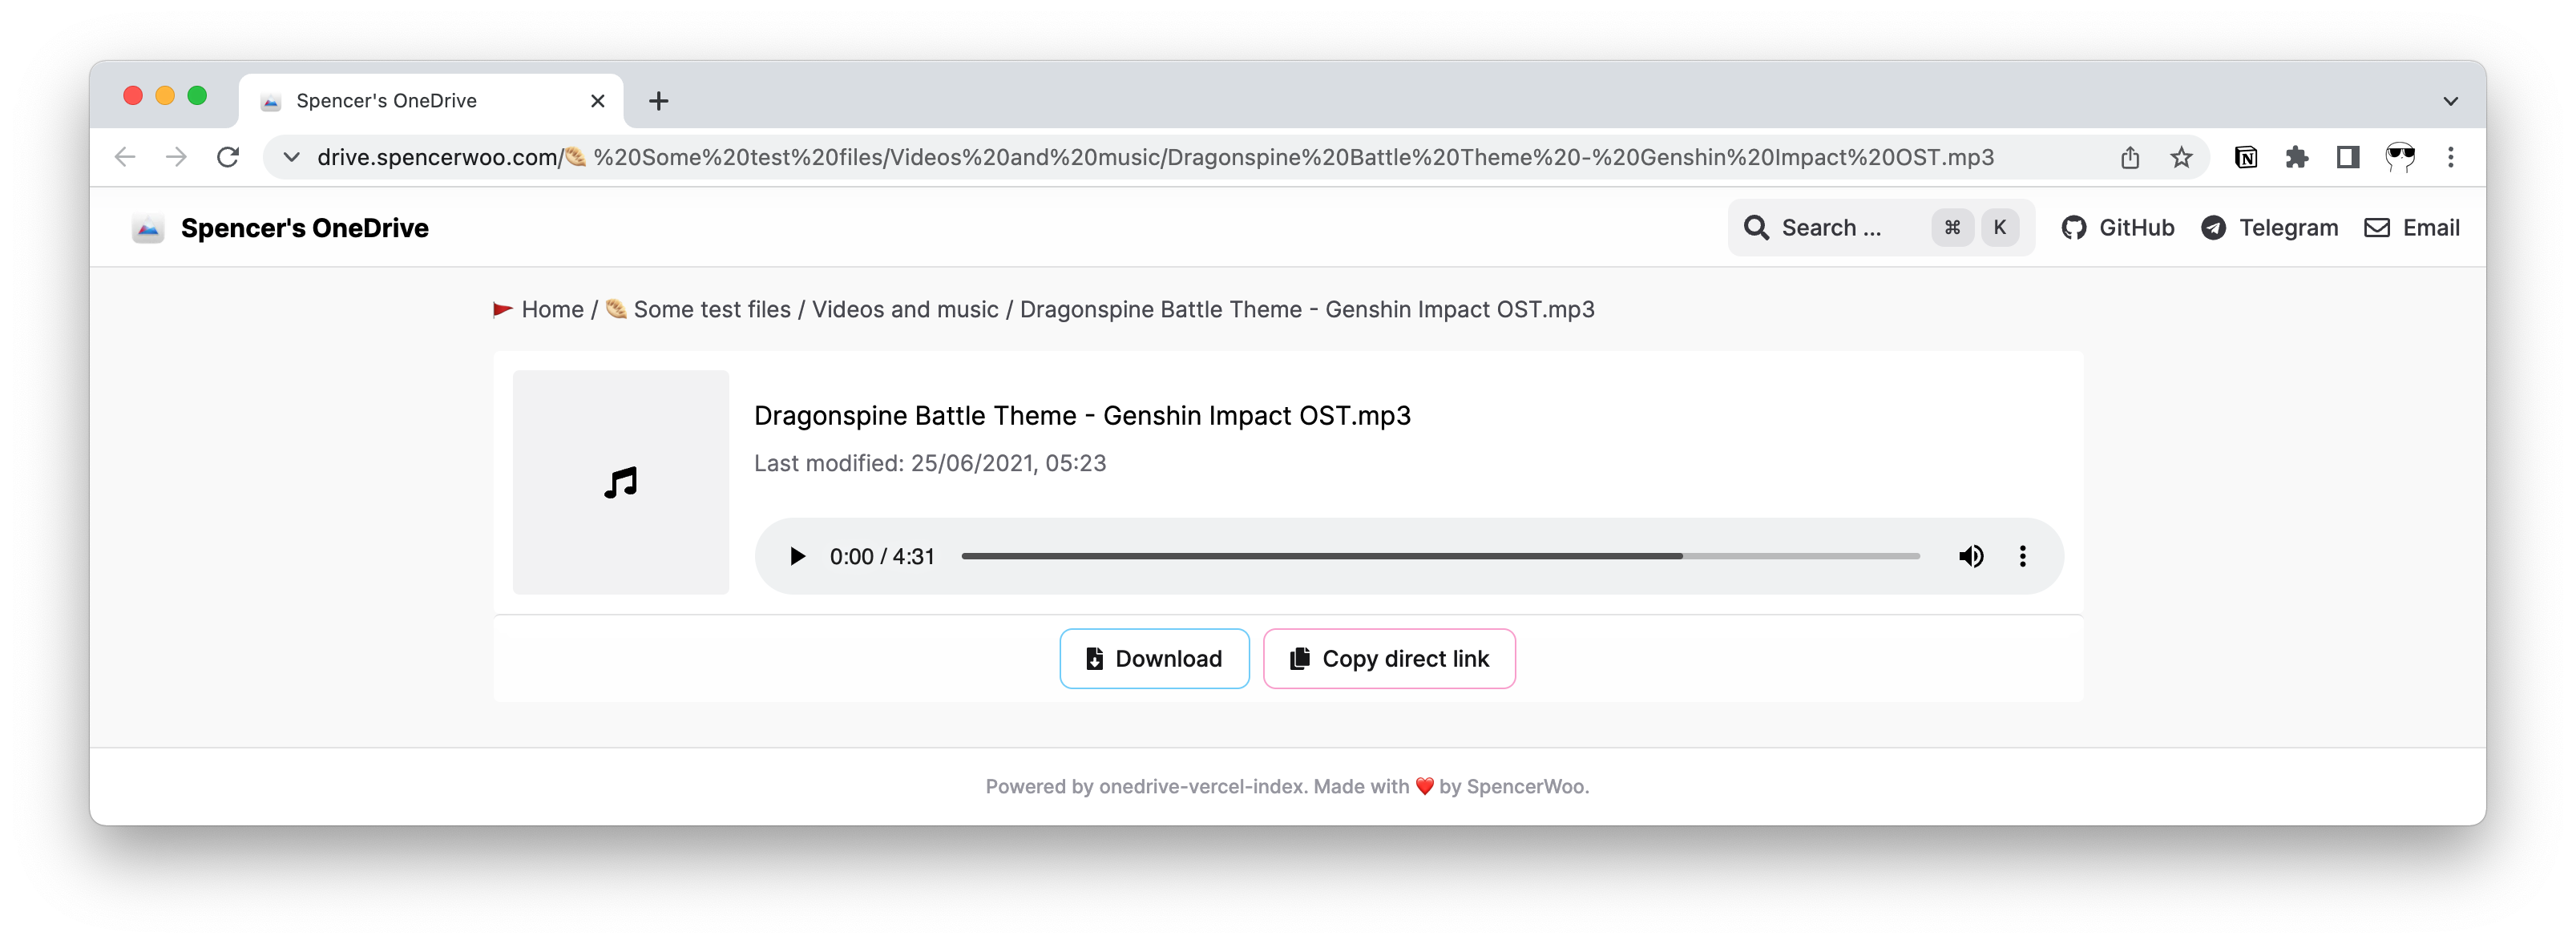 Spencer's OneDrive
drive.spencerwoo.com/🥖 %20Some%20test%20files/Videos%20and%20music/Dragonspine%20Battle%20Theme%20-%20Genshin%20Impact%20OST.mp3
Spencer's OneDrive
Search ... ⌘ K GitHub Telegram Email
🚩 Home / 🥖 Some test files / Videos and music / Dragonspine Battle Theme - Genshin Impact OST.mp3
Dragonspine Battle Theme - Genshin Impact OST.mp3
Last modified: 25/06/2021, 05:23
0:00 / 4:31
Download Copy direct link
Powered by onedrive-vercel-index. Made with ❤️ by SpencerWoo.